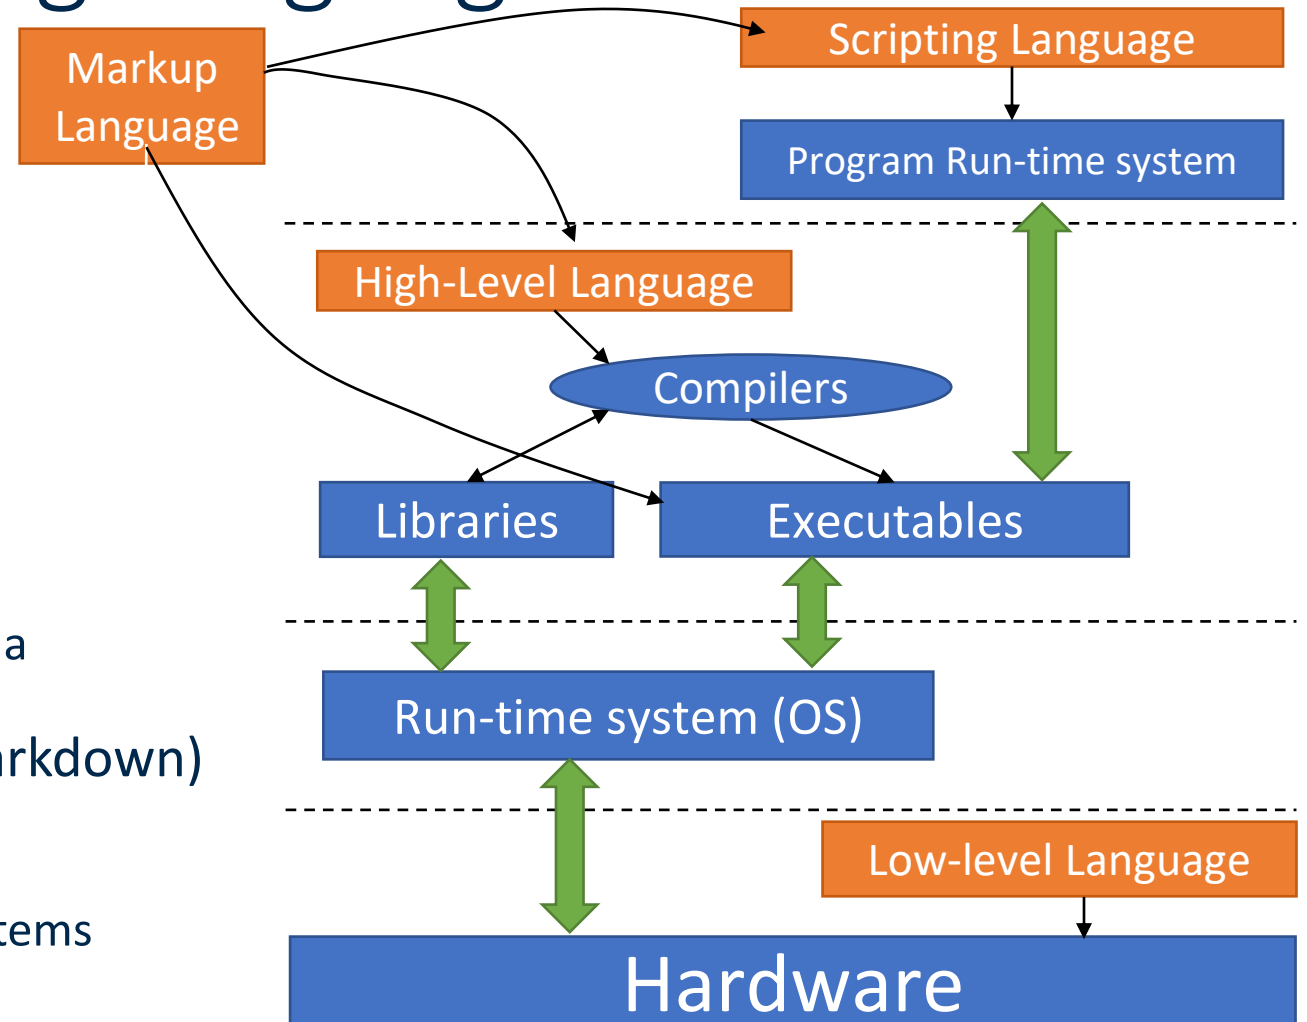 Markup
Language
Scripting Language
Program Run-time system
High-Level Language
Compilers
Libraries
Executables
a
Run-time system (OS)
arkdown)
Low-level Language
tems
Hardware